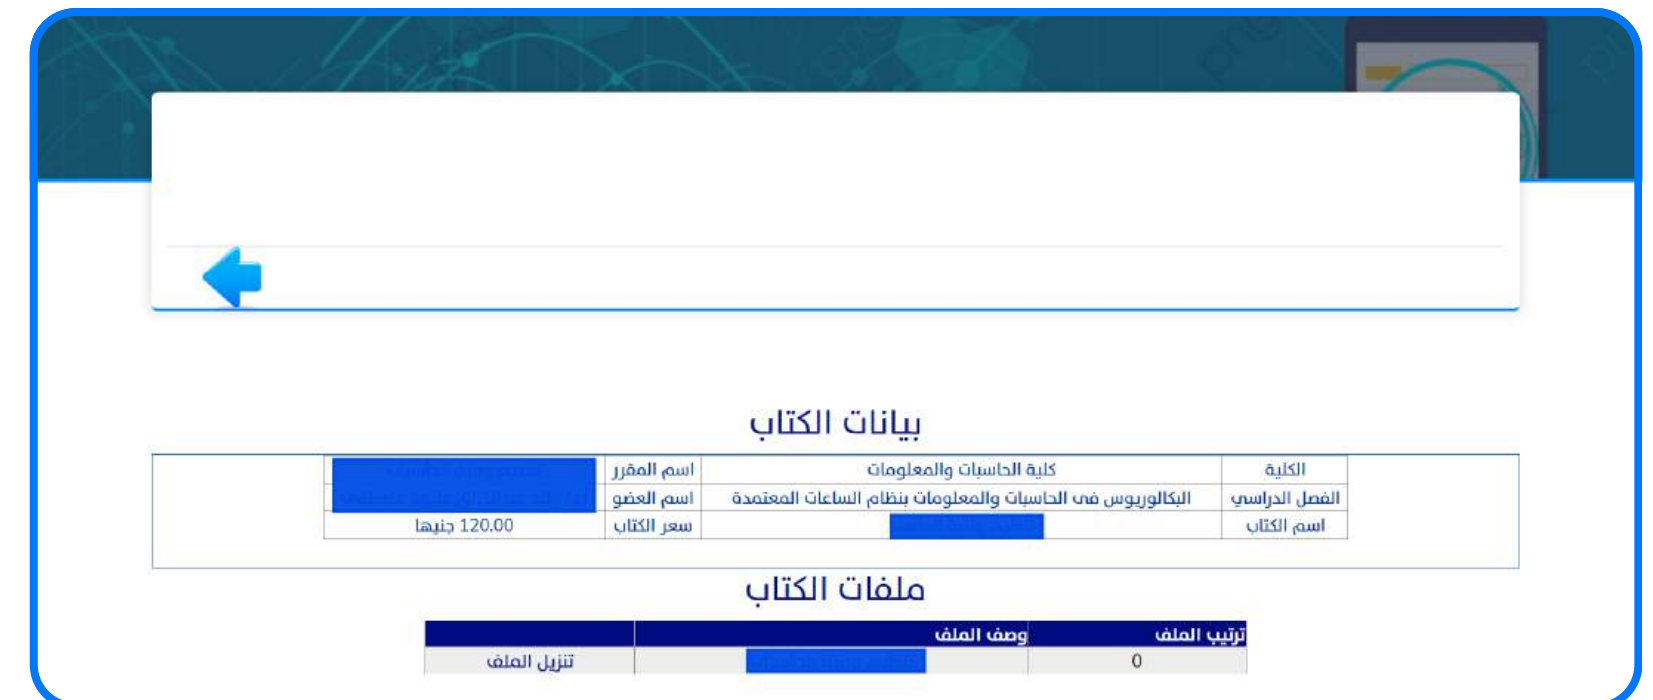 بيانات الكتاب
الكلية كلية الحاسبات والمعلومات اسم المقرر
الفصل الدراسي البكالوريوس فى الحاسبات والمعلومات بنظام الساعات المعتمدة اسم العضو
اسم الكتاب سعر الكتاب 120.00 جنيها
ملفات الكتاب
ترتيب الملف وصف الملف
0 تنزيل الملف